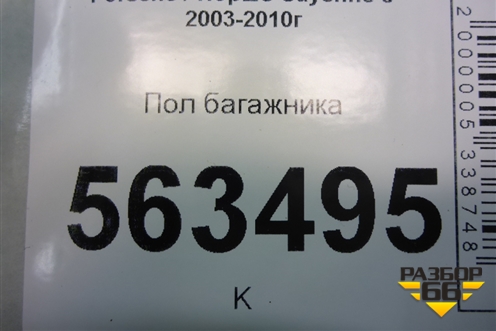 2003-2010г
Пол багажника
563495
К
2000005338748
РАЗБОР
66